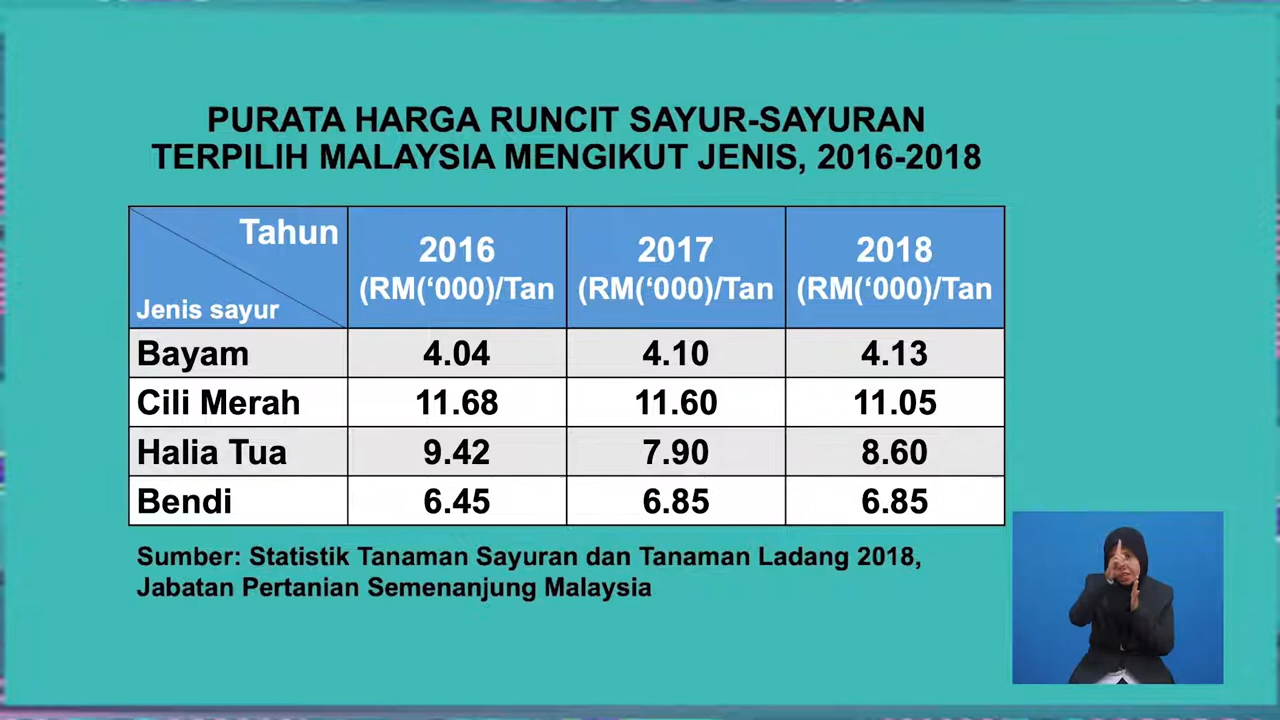 PURATA HARGA RUNCIT SAYUR-SAYURAN
TERPILIH MALAYSIA MENGIKUT JENIS, 2016-2018
Tahun
Jenis sayur
2016 2017 2018
(RM(‘000)/Tan (RM(‘000)/Tan (RM(‘000)/Tan
Bayam 4.04 4.10 4.13
Cili Merah 11.68 11.60 11.05
Halia Tua 9.42 7.90 8.60
Bendi 6.45 6.85 6.85
Sumber: Statistik Tanaman Sayuran dan Tanaman Ladang 2018,
Jabatan Pertanian Semenanjung Malaysia